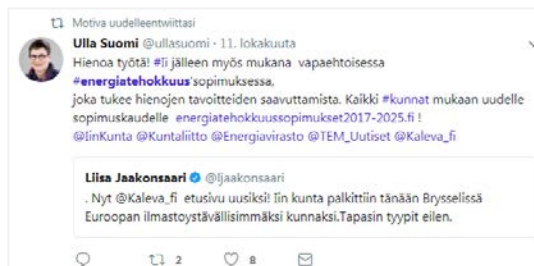 Motiva uudelleentwiittasi
Ulla Suomi @ullasuomi · 11. lokakuuta
Hienoa työtä! #Ii jälleen myös mukana vapaehtoisessa
#energiatehokkuus'sopimuksessa,
joka tukee hienojen tavoitteiden saavuttamista. Kaikki #kunnat mukaan uudelle
sopimuskaudelle energiatehokkuussopimukset2017-2025.fi !
@IinKunta @Kuntaliitto @Energiavirasto @TEM_Uutiset @Kaleva_fi
Liisa Jaakonsaari @ljaakonsaari
. Nyt @Kaleva_fi etusivu uusiksi! Iin kunta palkittiin tänään Brysselissä
Euroopan ilmastoystävällisimmäksi kunnaksi.Tapasin tyypit eilen.
2 8